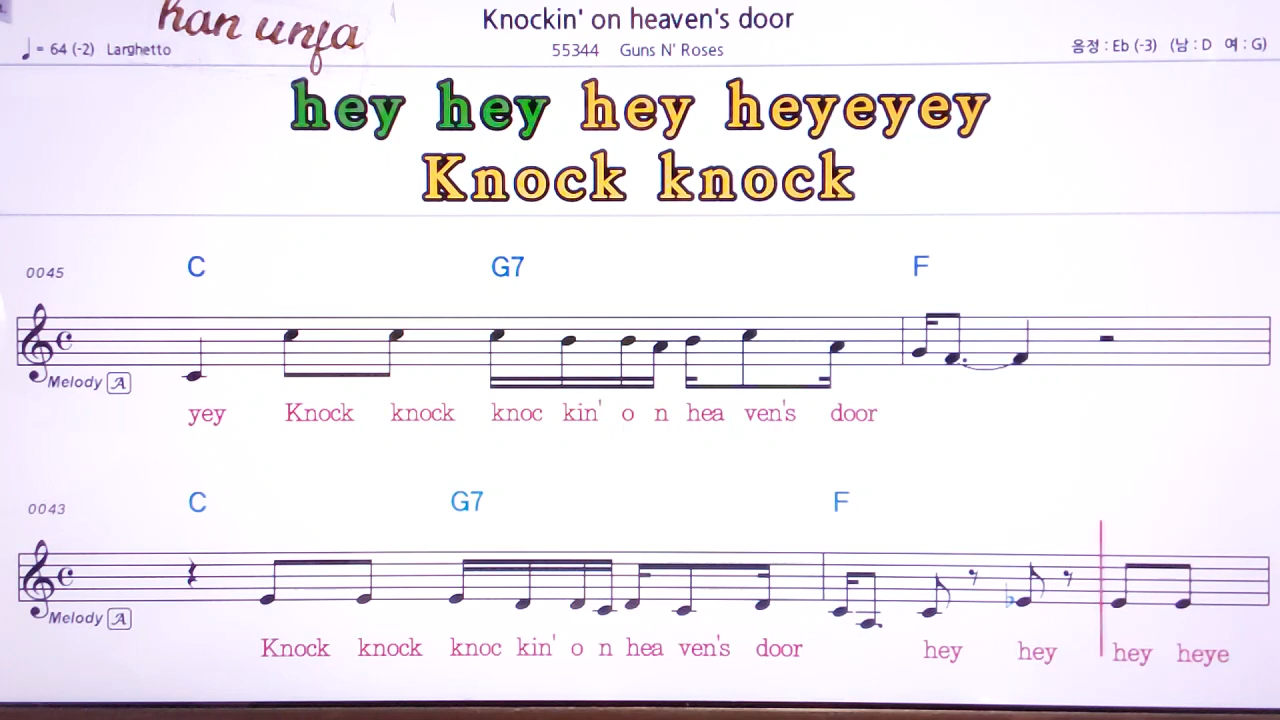 han unfa
Knockin' on heaven's door
♩ = 64 (-2) Larghetto
55344 Guns N' Roses
음정 : Eb (-3) (남 : D 여 : G)
hey hey hey heyeyey
Knock knock
0045
C G7 F
Melody A
yey Knock knock knoc kin' o n hea ven's door
0043
C G7 F
Melody A
Knock knock knoc kin' o n hea ven's door hey hey hey heye